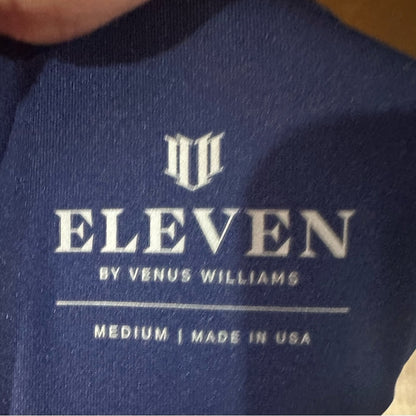 ELEVEN
BY VENUS WILLIAMS
MEDIUM | MADE IN USA